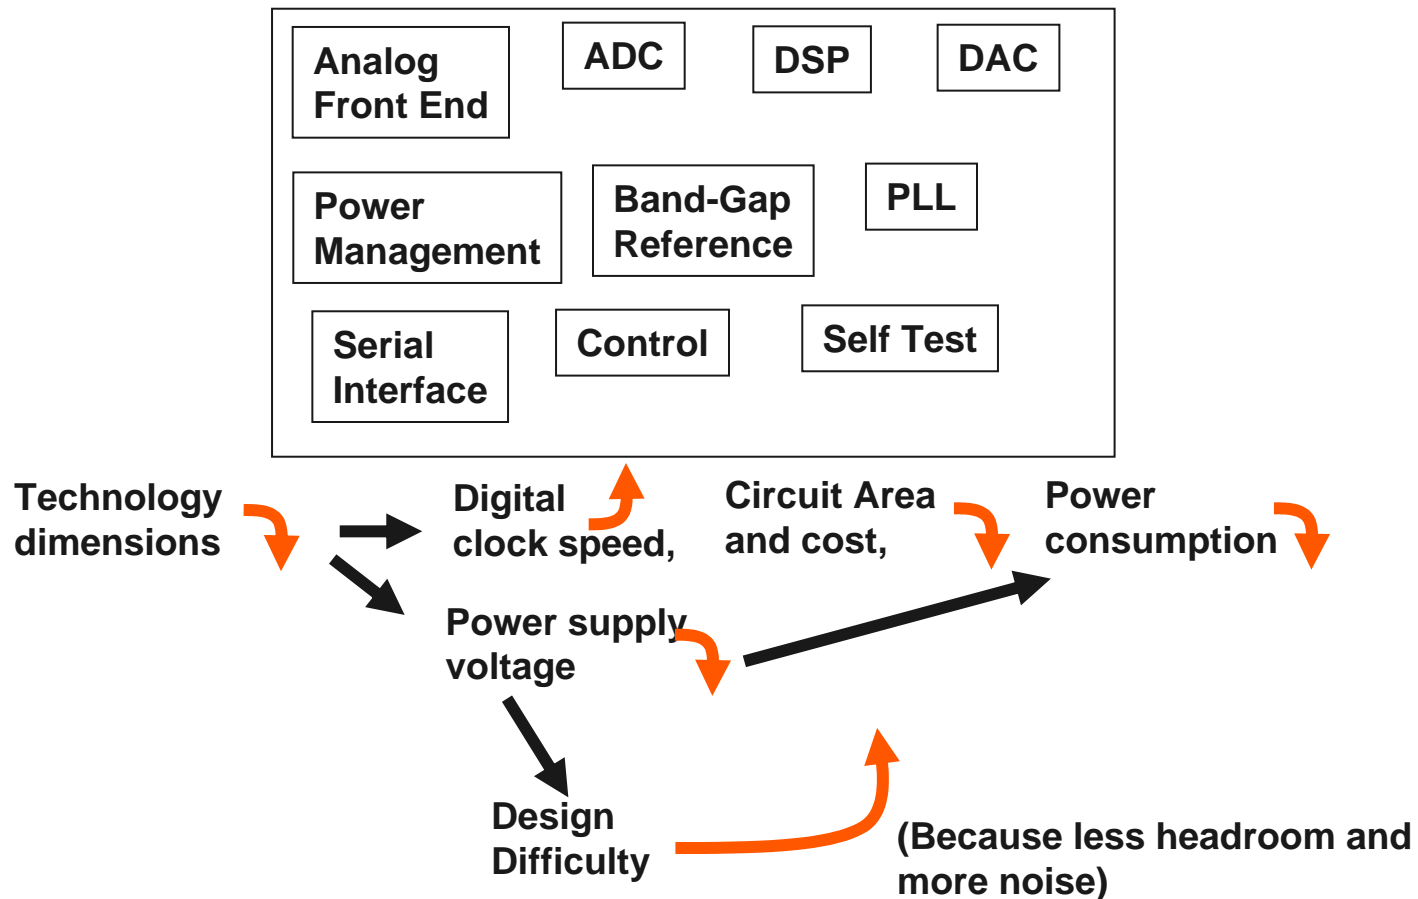 Analog
Front End
ADC
DSP
DAC
Power
Management
Band-Gap
Reference
PLL
Serial
Interface
Control
Self Test
Technology
dimensions
Digital
clock speed,
Circuit Area
and cost,
Power
consumption
Power supply
voltage
Design
Difficulty
(Because less headroom and
more noise)